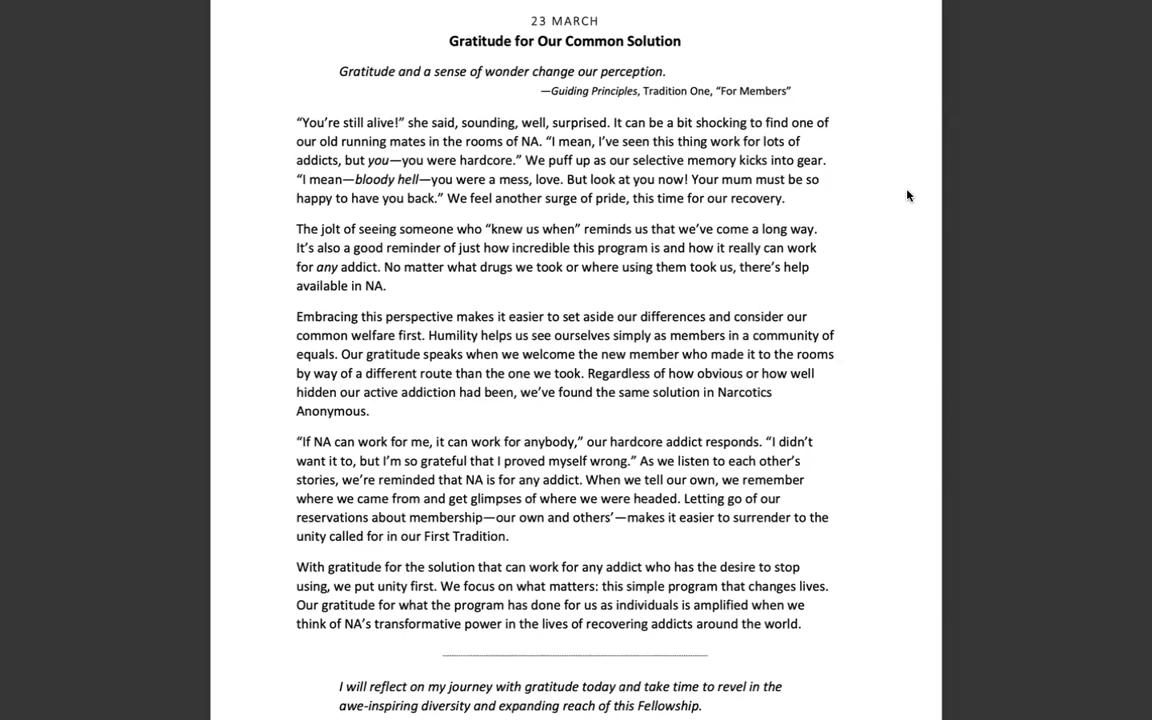 23 MARCH
Gratitude for Our Common Solution
Gratitude and a sense of wonder change our perception.
—Guiding Principles, Tradition One, “For Members”
“You’re still alive!” she said, sounding, well, surprised. It can be a bit shocking to find one of
our old running mates in the rooms of NA. “I mean, I’ve seen this thing work for lots of
addicts, but you—you were hardcore.” We puff up as our selective memory kicks into gear.
“I mean—bloody hell—you were a mess, love. But look at you now! Your mum must be so
happy to have you back.” We feel another surge of pride, this time for our recovery.
The jolt of seeing someone who “knew us when” reminds us that we’ve come a long way.
It’s also a good reminder of just how incredible this program is and how it really can work
for any addict. No matter what drugs we took or where using them took us, there’s help
available in NA.
Embracing this perspective makes it easier to set aside our differences and consider our
common welfare first. Humility helps us see ourselves simply as members in a community of
equals. Our gratitude speaks when we welcome the new member who made it to the rooms
by way of a different route than the one we took. Regardless of how obvious or how well
hidden our active addiction had been, we’ve found the same solution in Narcotics
Anonymous.
“If NA can work for me, it can work for anybody,” our hardcore addict responds. “I didn’t
want it to, but I’m so grateful that I proved myself wrong.” As we listen to each other’s
stories, we’re reminded that NA is for any addict. When we tell our own, we remember
where we came from and get glimpses of where we were headed. Letting go of our
reservations about membership—our own and others’—makes it easier to surrender to the
unity called for in our First Tradition.
With gratitude for the solution that can work for any addict who has the desire to stop
using, we put unity first. We focus on what matters: this simple program that changes lives.
Our gratitude for what the program has done for us as individuals is amplified when we
think of NA’s transformative power in the lives of recovering addicts around the world.
I will reflect on my journey with gratitude today and take time to revel in the
awe-inspiring diversity and expanding reach of this Fellowship.